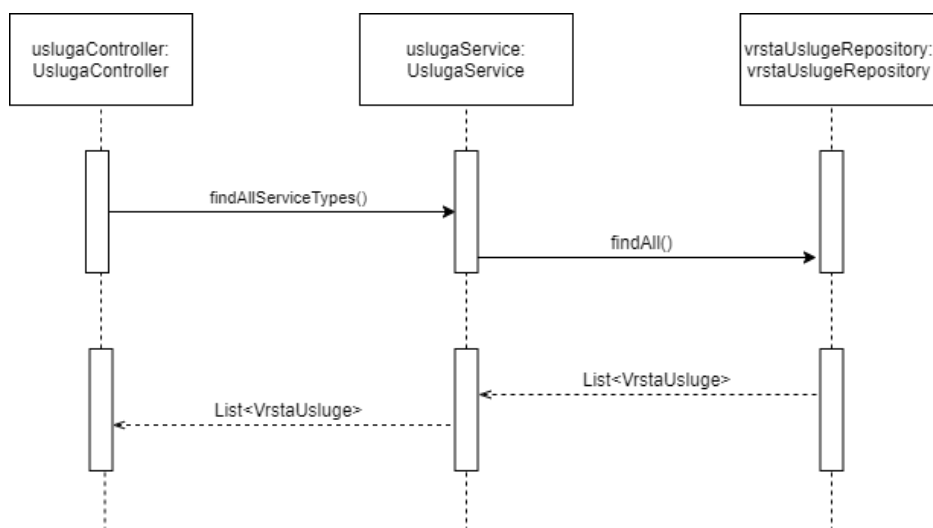 uslugaController:
UslugaController
uslugaService:
UslugaService
vrstaUslugeRepository:
vrstaUslugeRepository
findAllServiceTypes()
findAll()
List<VrstaUsluge>
List<VrstaUsluge>